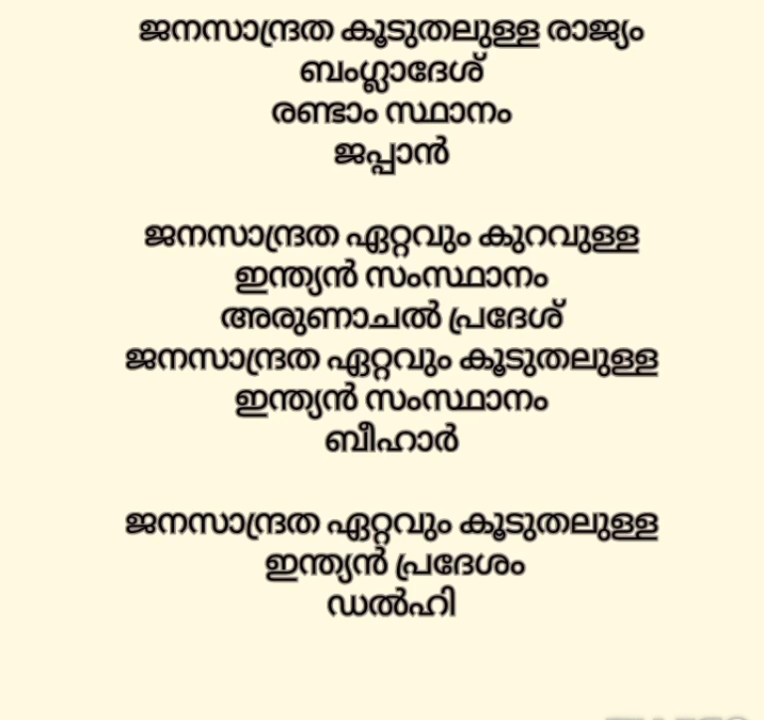 ജനസാന്ദ്രത കൂടുതലുള്ള രാജ്യം
ബംഗ്ലാദേശ്
രണ്ടാം സ്ഥാനം
ജപ്പാൻ
ജനസാന്ദ്രത ഏറ്റവും കുറവുള്ള
ഇന്ത്യൻ സംസ്ഥാനം
അരുണാചൽ പ്രദേശ്
ജനസാന്ദ്രത ഏറ്റവും കൂടുതലുള്ള
ഇന്ത്യൻ സംസ്ഥാനം
ബീഹാർ
ജനസാന്ദ്രത ഏറ്റവും കൂടുതലുള്ള
ഇന്ത്യൻ പ്രദേശം
ഡൽഹി